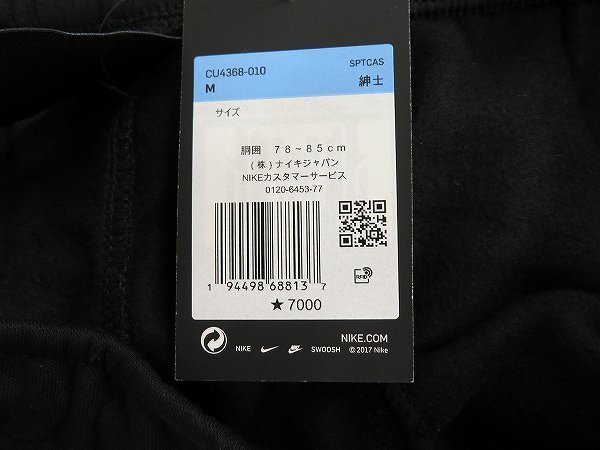 CU4368-010 SPTCAS
M 紳士
サイズ
胴囲 78~85cm
(株)ナイキジャパン
NIKEカスタマーサービス
0120-6453-77
1 94498 68813 7
RFID
★7000
NIKE SWOOSH
NIKE.COM
© 2017 Nike